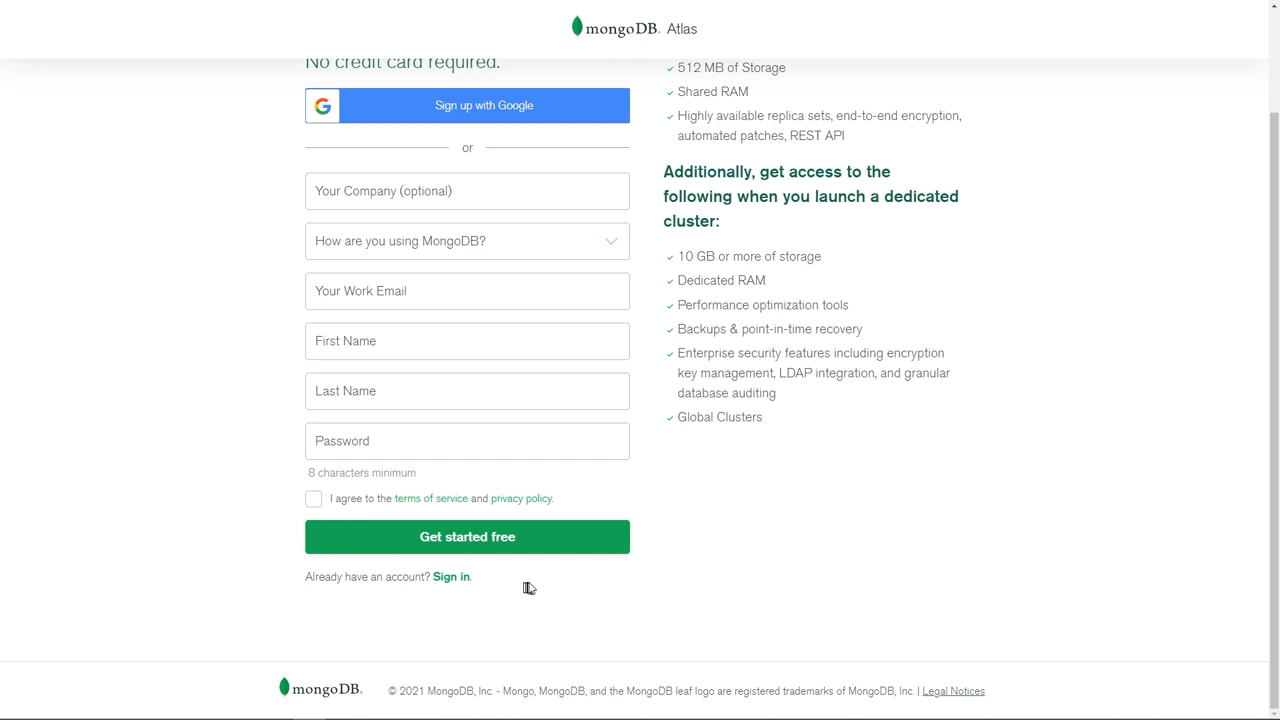 mongoDB. Atlas
No credit card required.
Sign up with Google
or
Your Company (optional)
How are you using MongoDB?
Your Work Email
First Name
Last Name
Password
8 characters minimum
I agree to the terms of service and privacy policy.
Get started free
Already have an account? Sign in.
512 MB of Storage
Shared RAM
Highly available replica sets, end-to-end encryption,
automated patches, REST API
Additionally, get access to the
following when you launch a dedicated
cluster:
10 GB or more of storage
Dedicated RAM
Performance optimization tools
Backups & point-in-time recovery
Enterprise security features including encryption
key management, LDAP integration, and granular
database auditing
Global Clusters
mongoDB. © 2021 MongoDB, Inc. - Mongo, MongoDB, and the MongoDB leaf logo are registered trademarks of MongoDB, Inc. | Legal Notices